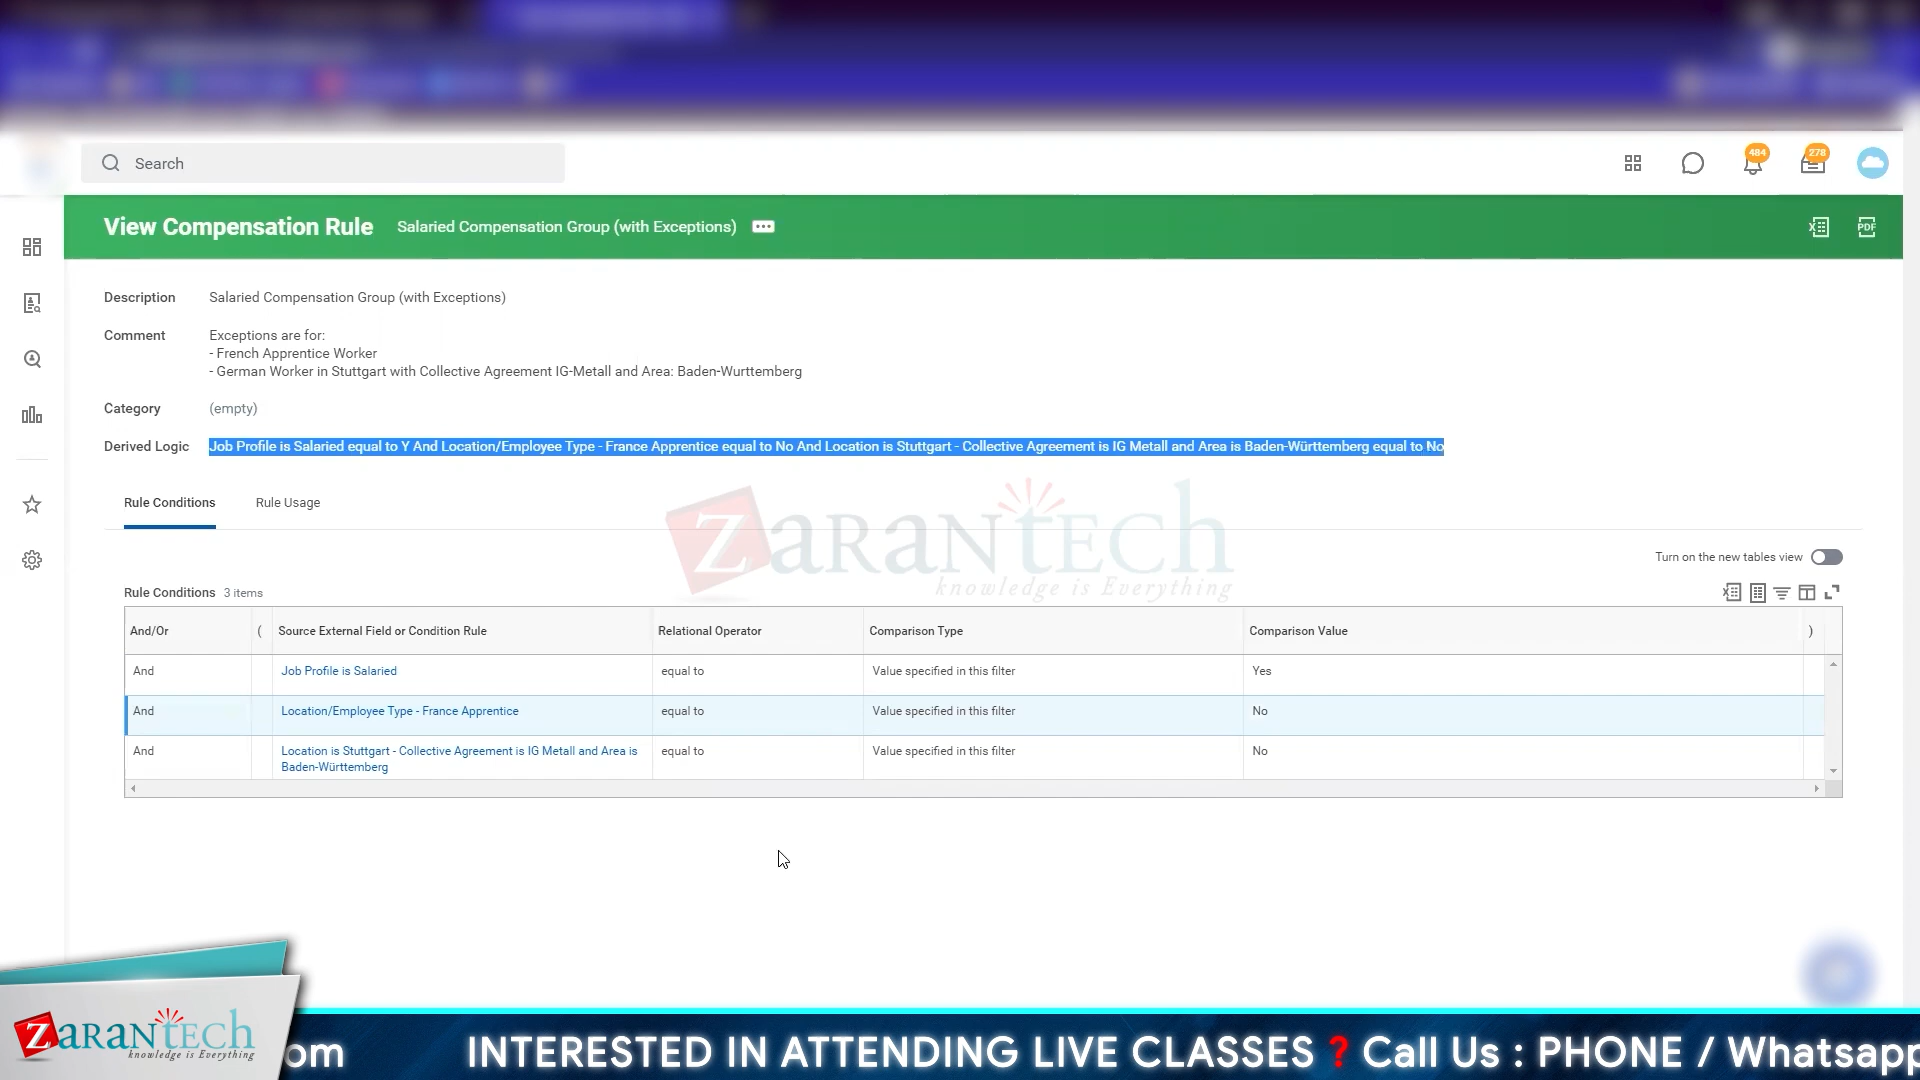 Search
484
278
View Compensation Rule Salaried Compensation Group (with Exceptions)
PDF
Description Salaried Compensation Group (with Exceptions)
Comment Exceptions are for:
- French Apprentice Worker
- German Worker in Stuttgart with Collective Agreement IG-Metall and Area: Baden-Wurttemberg
Category (empty)
Derived Logic Job Profile is Salaried equal to Y And Location/Employee Type - France Apprentice equal to No And Location is Stuttgart - Collective Agreement is IG Metall and Area is Baden-Württemberg equal to No
Rule Conditions Rule Usage
ZARANTECH
knowledge is Everything
Turn on the new tables view
Rule Conditions 3 items
And/Or ( Source External Field or Condition Rule Relational Operator Comparison Type Comparison Value )
And Job Profile is Salaried equal to Value specified in this filter Yes
And Location/Employee Type - France Apprentice equal to Value specified in this filter No
And Location is Stuttgart - Collective Agreement is IG Metall and Area is equal to Value specified in this filter No
Baden-Württemberg
ZARANTECH
knowledge is Everything
om INTERESTED IN ATTENDING LIVE CLASSES ❓ Call Us : PHONE / Whatsapp